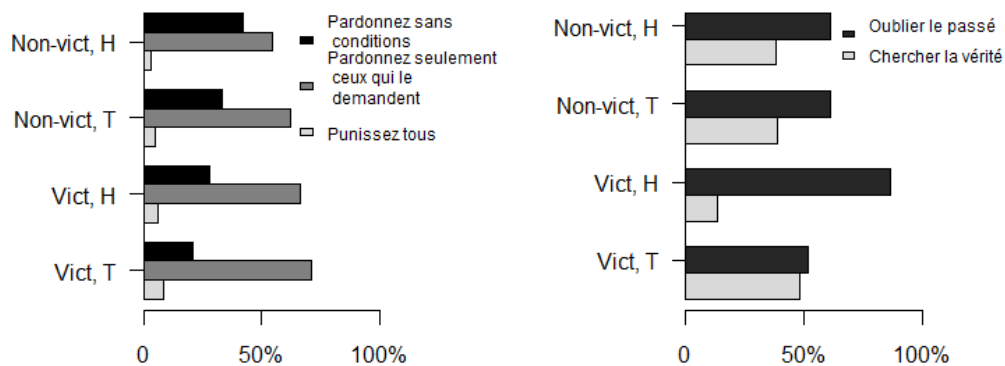 Non-vict, H
Non-vict, T
Vict, H
Vict, T
0 50% 100%
Pardonnez sans
conditions
Pardonnez seulement
ceux qui le
demandent
Punissez tous
Non-vict, H
Non-vict, T
Vict, H
Vict, T
0 50% 100%
Oublier le passé
Chercher la vérité